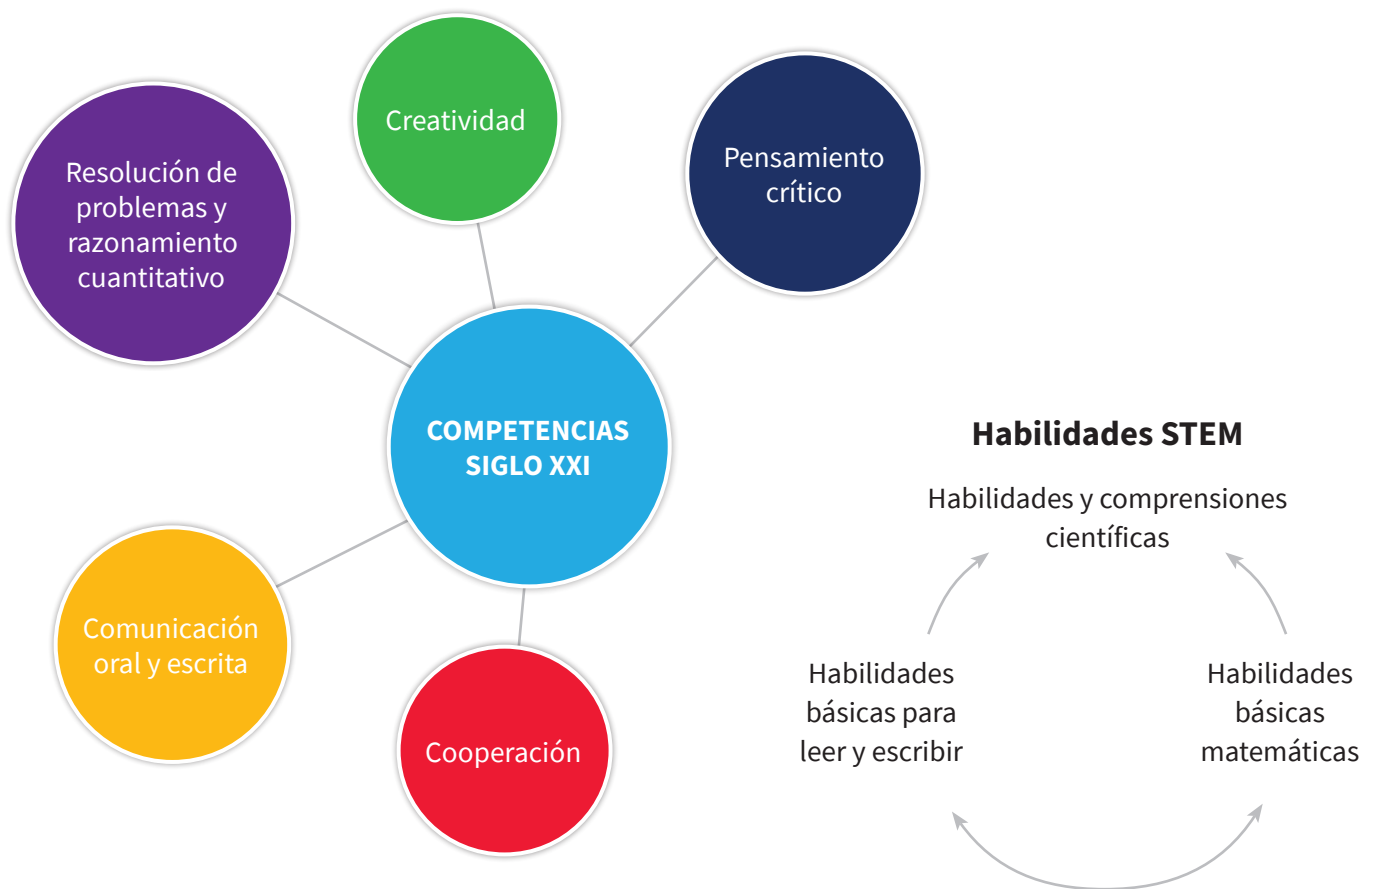 Creatividad
Pensamiento
crítico
Resolución de
problemas y
razonamiento
cuantitativo
COMPETENCIAS
SIGLO XXI
Comunicación
oral y escrita
Cooperación
Habilidades STEM
Habilidades y comprensiones
científicas
Habilidades
básicas para
leer y escribir
Habilidades
básicas
matemáticas